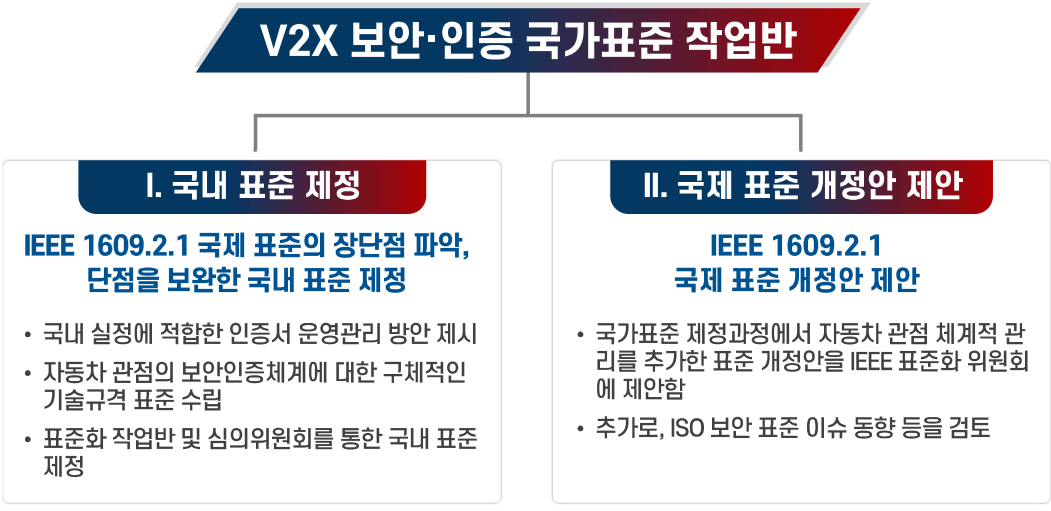 V2X 보안·인증 국가표준 작업반
I. 국내 표준 제정
IEEE 1609.2.1 국제 표준의 장단점 파악,
단점을 보완한 국내 표준 제정
• 국내 실정에 적합한 인증서 운영관리 방안 제시
• 자동차 관점의 보안인증체계에 대한 구체적인
기술규격 표준 수립
• 표준화 작업반 및 심의위원회를 통한 국내 표준
제정
II. 국제 표준 개정안 제안
IEEE 1609.2.1
국제 표준 개정안 제안
• 국가표준 제정과정에서 자동차 관점 체계적 관
리를 추가한 표준 개정안을 IEEE 표준화 위원회
에 제안함
• 추가로, ISO 보안 표준 이슈 동향 등을 검토